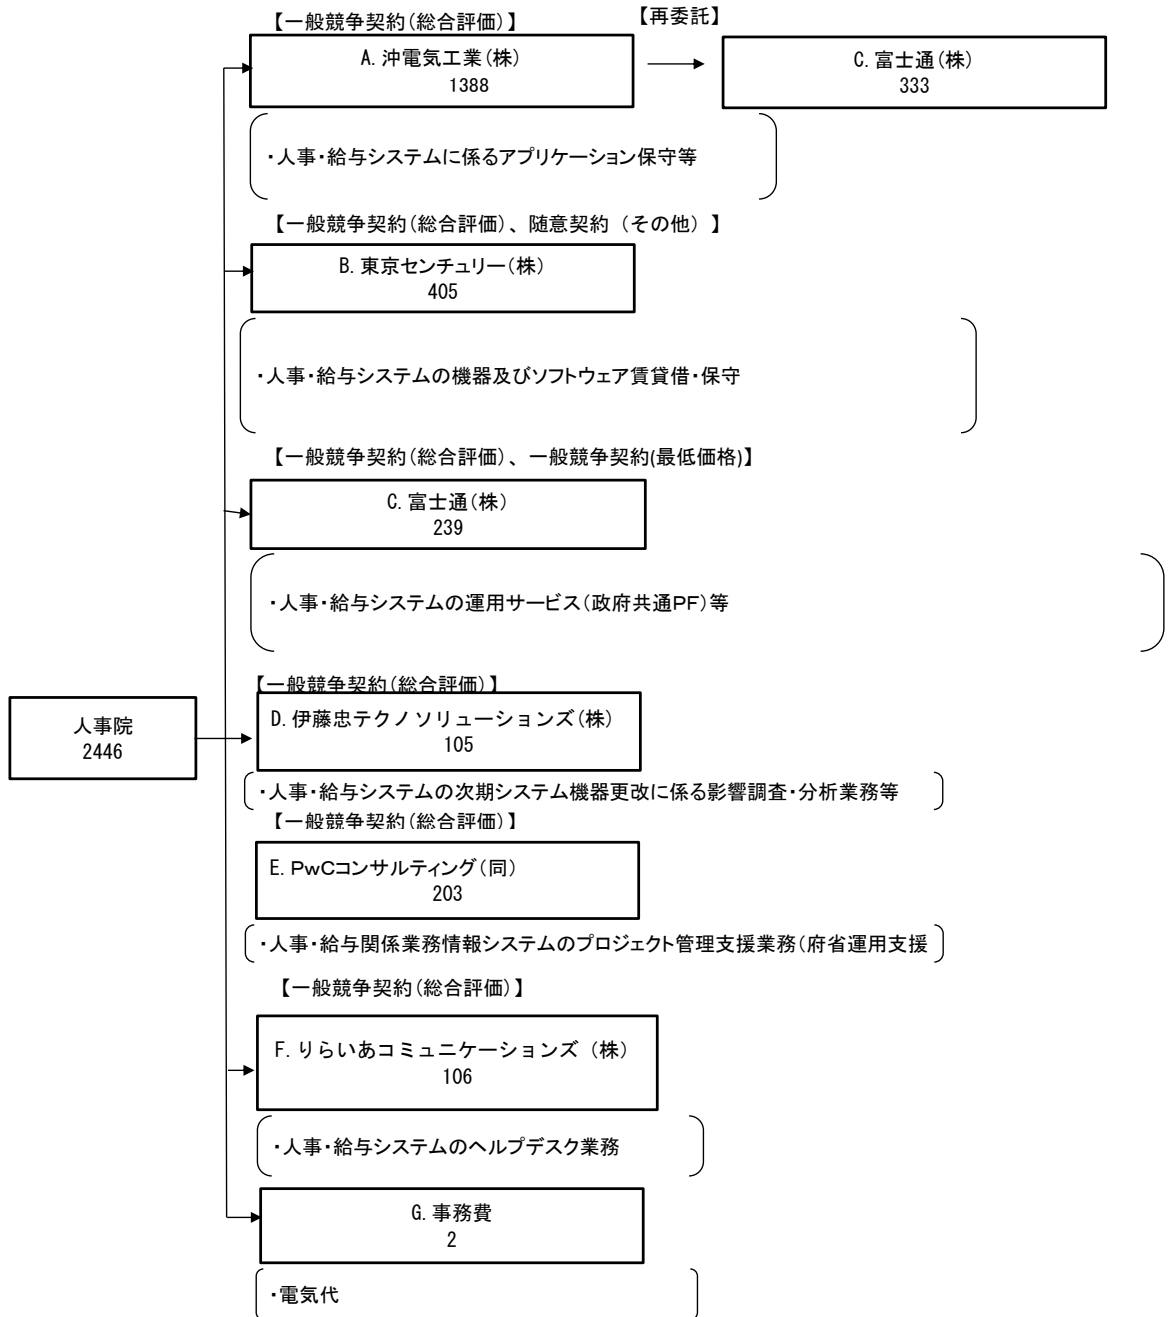 【一般競争契約(総合評価)】
【再委託】
A. 沖電気工業(株)
1388
C. 富士通(株)
333
・人事・給与システムに係るアプリケーション保守等
【一般競争契約(総合評価)、随意契約（その他）】
B. 東京センチュリー(株)
405
・人事・給与システムの機器及びソフトウェア賃貸借・保守
【一般競争契約(総合評価)、一般競争契約(最低価格)】
C. 富士通(株)
239
・人事・給与システムの運用サービス(政府共通PF)等
【一般競争契約(総合評価)】
人事院
2446
D. 伊藤忠テクノソリューションズ(株)
105
・人事・給与システムの次期システム機器更改に係る影響調査・分析業務等
【一般競争契約(総合評価)】
E. PwCコンサルティング(同)
203
・人事・給与関係業務情報システムのプロジェクト管理支援業務(府省運用支援
【一般競争契約(総合評価)】
F. りらいあコミュニケーションズ（株）
106
・人事・給与システムのヘルプデスク業務
G. 事務費
2
・電気代